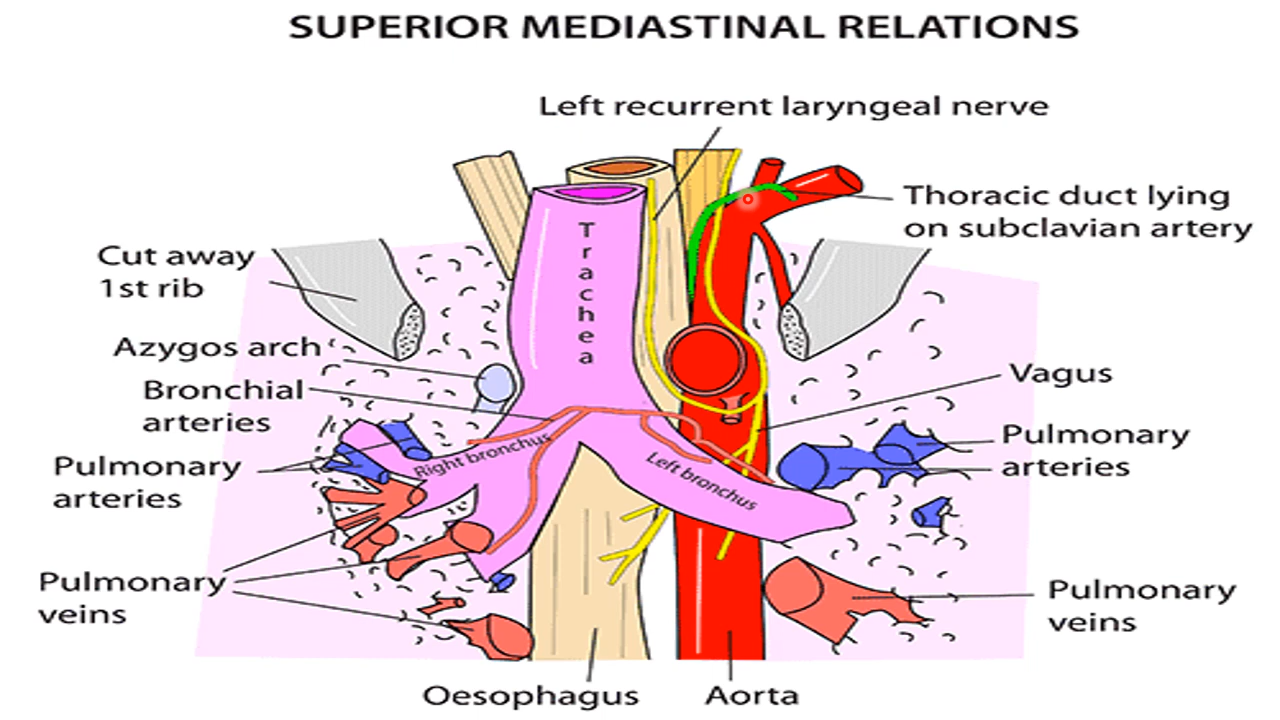 SUPERIOR MEDIASTINAL RELATIONS
Left recurrent laryngeal nerve
Thoracic duct lying
on subclavian artery
Trachea
Cut away
1st rib
Azygos arch
Bronchial
arteries
Vagus
Pulmonary
arteries
Pulmonary
arteries
Right bronchus
Left bronchus
Pulmonary
veins
Pulmonary
veins
Oesophagus
Aorta